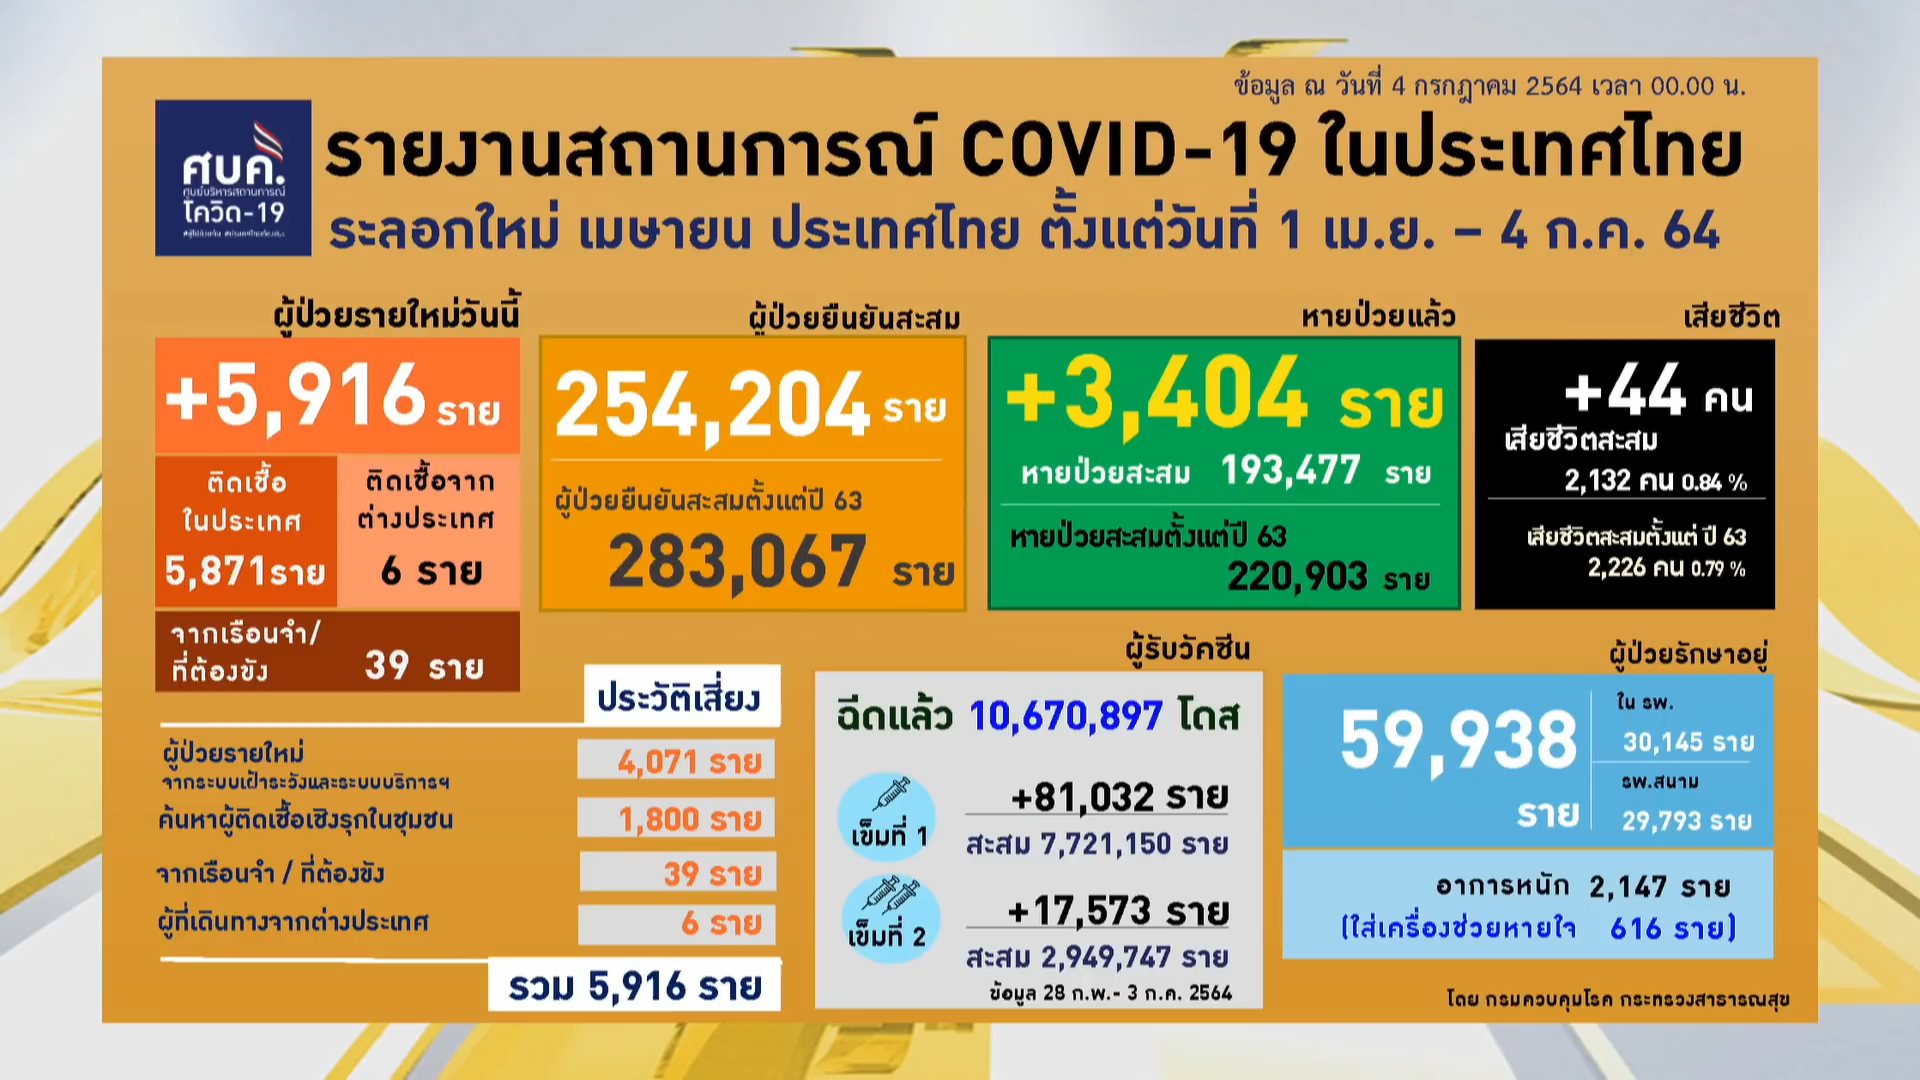 ข้อมูล ณ วันที่ 4 กรกฎาคม 2564 เวลา 00.00 น.
ศบค.
ศูนย์บริหารสถานการณ์
โควิด-19
รายงานสถานการณ์ COVID-19 ในประเทศไทย
ระลอกใหม่ เมษายน ประเทศไทย ตั้งแต่วันที่ 1 เม.ย. – 4 ก.ค. 64
ผู้ป่วยรายใหม่วันนี้
+5,916 ราย
ติดเชื้อ
ในประเทศ
5,871ราย
ติดเชื้อจาก
ต่างประเทศ
6 ราย
จากเรือนจำ/
ที่ต้องขัง
39 ราย
ผู้ป่วยยืนยันสะสม
254,204 ราย
ผู้ป่วยยืนยันสะสมตั้งแต่ปี 63
283,067 ราย
หายป่วยแล้ว
+3,404 ราย
หายป่วยสะสม 193,477 ราย
หายป่วยสะสมตั้งแต่ปี 63
220,903 ราย
เสียชีวิต
+44 คน
เสียชีวิตสะสม
2,132 คน 0.84 %
เสียชีวิตสะสมตั้งแต่ ปี 63
2,226 คน 0.79 %
ประวัติเสี่ยง
ผู้ป่วยรายใหม่
จากระบบเฝ้าระวังและระบบบริการฯ
4,071 ราย
ค้นหาผู้ติดเชื้อเชิงรุกในชุมชน 1,800 ราย
จากเรือนจำ / ที่ต้องขัง 39 ราย
ผู้ที่เดินทางจากต่างประเทศ 6 ราย
รวม 5,916 ราย
ผู้รับวัคซีน
ฉีดแล้ว 10,670,897 โดส
เข็มที่ 1
+81,032 ราย
สะสม 7,721,150 ราย
เข็มที่ 2
+17,573 ราย
สะสม 2,949,747 ราย
ข้อมูล 28 ก.พ.- 3 ก.ค. 2564
ผู้ป่วยรักษาอยู่
59,938
ราย
ใน รพ.
30,145 ราย
รพ.สนาม
29,793 ราย
อาการหนัก 2,147 ราย
(ใส่เครื่องช่วยหายใจ 616 ราย)
โดย กรมควบคุมโรค กระทรวงสาธารณสุข